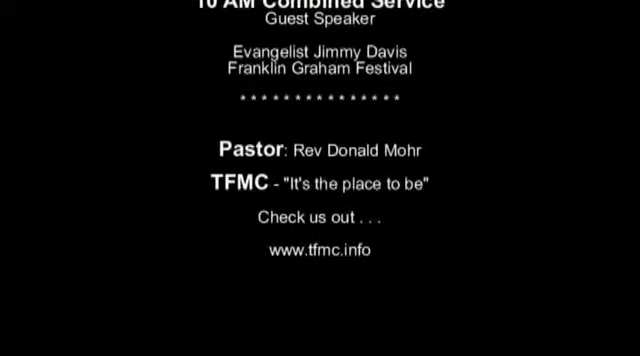 10 AM Combined Service
Guest Speaker
Evangelist Jimmy Davis
Franklin Graham Festival
* * * * * * * * * * * * * * *
Pastor: Rev Donald Mohr
TFMC - "It's the place to be"
Check us out . . .
www.tfmc.info